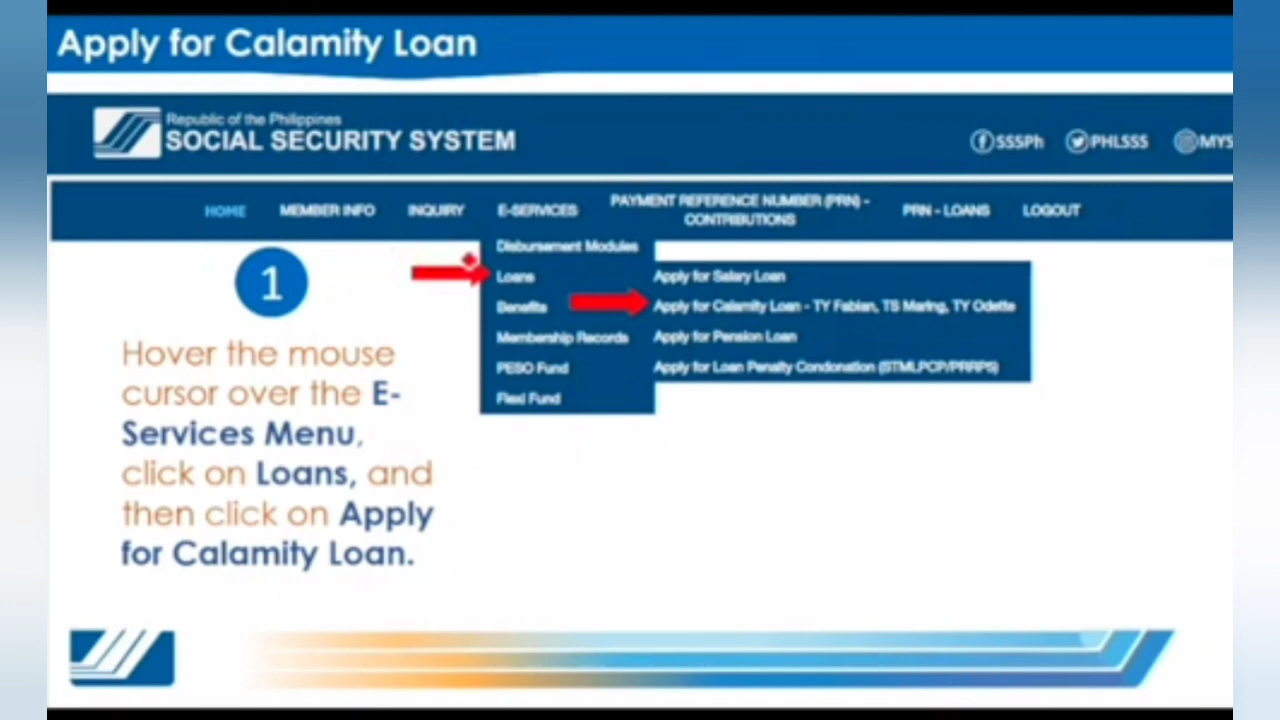 Apply for Calamity Loan
Republic of the Philippines
SOCIAL SECURITY SYSTEM
SSSPh PHLSSS MYS
HOME MEMBER INFO INQUIRY E-SERVICES PAYMENT REFERENCE NUMBER (PRN) - CONTRIBUTIONS PRN - LOANS LOGOUT
Disbursement Modules
Loans
Benefits
Membership Records
PESO Fund
Flexi Fund
Apply for Salary Loan
Apply for Calamity Loan - TY Fabian, TS Maring, TY Odette
Apply for Pension Loan
Apply for Loan Penalty Condonation (STMLPCP/PRRPS)
1
Hover the mouse
cursor over the E-
Services Menu,
click on Loans, and
then click on Apply
for Calamity Loan.